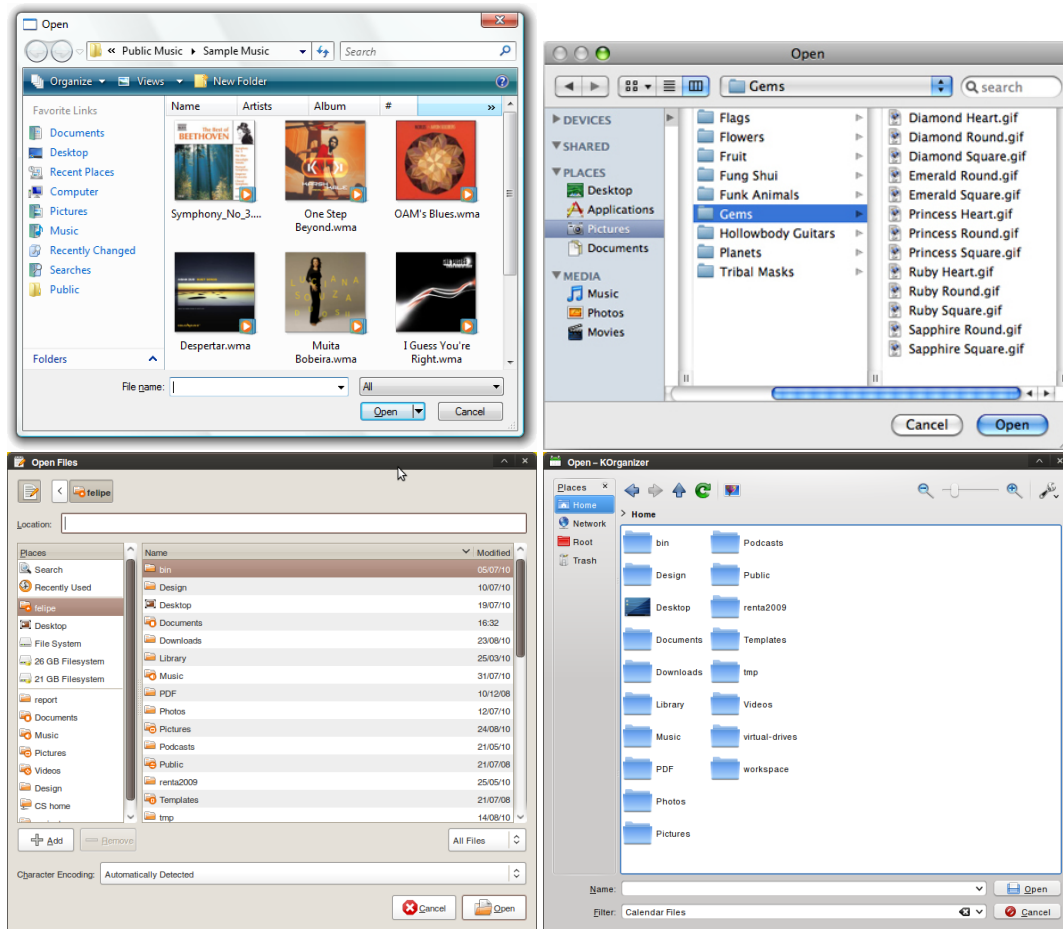 Open
« Public Music ▸ Sample Music
Search
Organize Views New Folder
Favorite Links
Documents
Desktop
Recent Places
Computer
Pictures
Music
Recently Changed
Searches
Public
Folders
Name Artists Album # »
The Best of
BEETHOVEN
Symphony_No_3....
One Step
Beyond.wma
OAM's Blues.wma
LUCIANA
SOUZA
Despertar.wma
Muita
Bobeira.wma
I Guess You're
Right.wma
File name: All
Open Cancel
Open
Gems
search
DEVICES
SHARED
PLACES
Desktop
Applications
Pictures
Documents
MEDIA
Music
Photos
Movies
Flags
Flowers
Fruit
Fung Shui
Funk Animals
Gems
Hollowbody Guitars
Planets
Tribal Masks
Diamond Heart.gif
Diamond Round.gif
Diamond Square.gif
Emerald Round.gif
Emerald Square.gif
Princess Heart.gif
Princess Round.gif
Princess Square.gif
Ruby Heart.gif
Ruby Round.gif
Ruby Square.gif
Sapphire Round.gif
Sapphire Square.gif
Cancel Open
Open Files
felipe
Location:
Places
Search
Recently Used
felipe
Desktop
File System
26 GB Filesystem
21 GB Filesystem
report
Documents
Music
Pictures
Videos
Design
CS home
Name Modified
bin 05/07/10
Design 10/07/10
Desktop 19/07/10
Documents 16:32
Downloads 23/08/10
Library 25/03/10
Music 31/07/10
PDF 10/12/08
Photos 12/07/10
Pictures 24/08/10
Podcasts 21/05/10
Public 21/07/08
renta2009 25/05/10
Templates 21/07/08
tmp 14/08/10
Add Remove All Files
Character Encoding: Automatically Detected
Cancel Open
Open – KOrganizer
Places
Home
Network
Root
Trash
> Home
bin
Design
Desktop
Documents
Downloads
Library
Music
PDF
Photos
Pictures
Podcasts
Public
renta2009
Templates
tmp
Videos
virtual-drives
workspace
Name: Open
Filter: Calendar Files Cancel